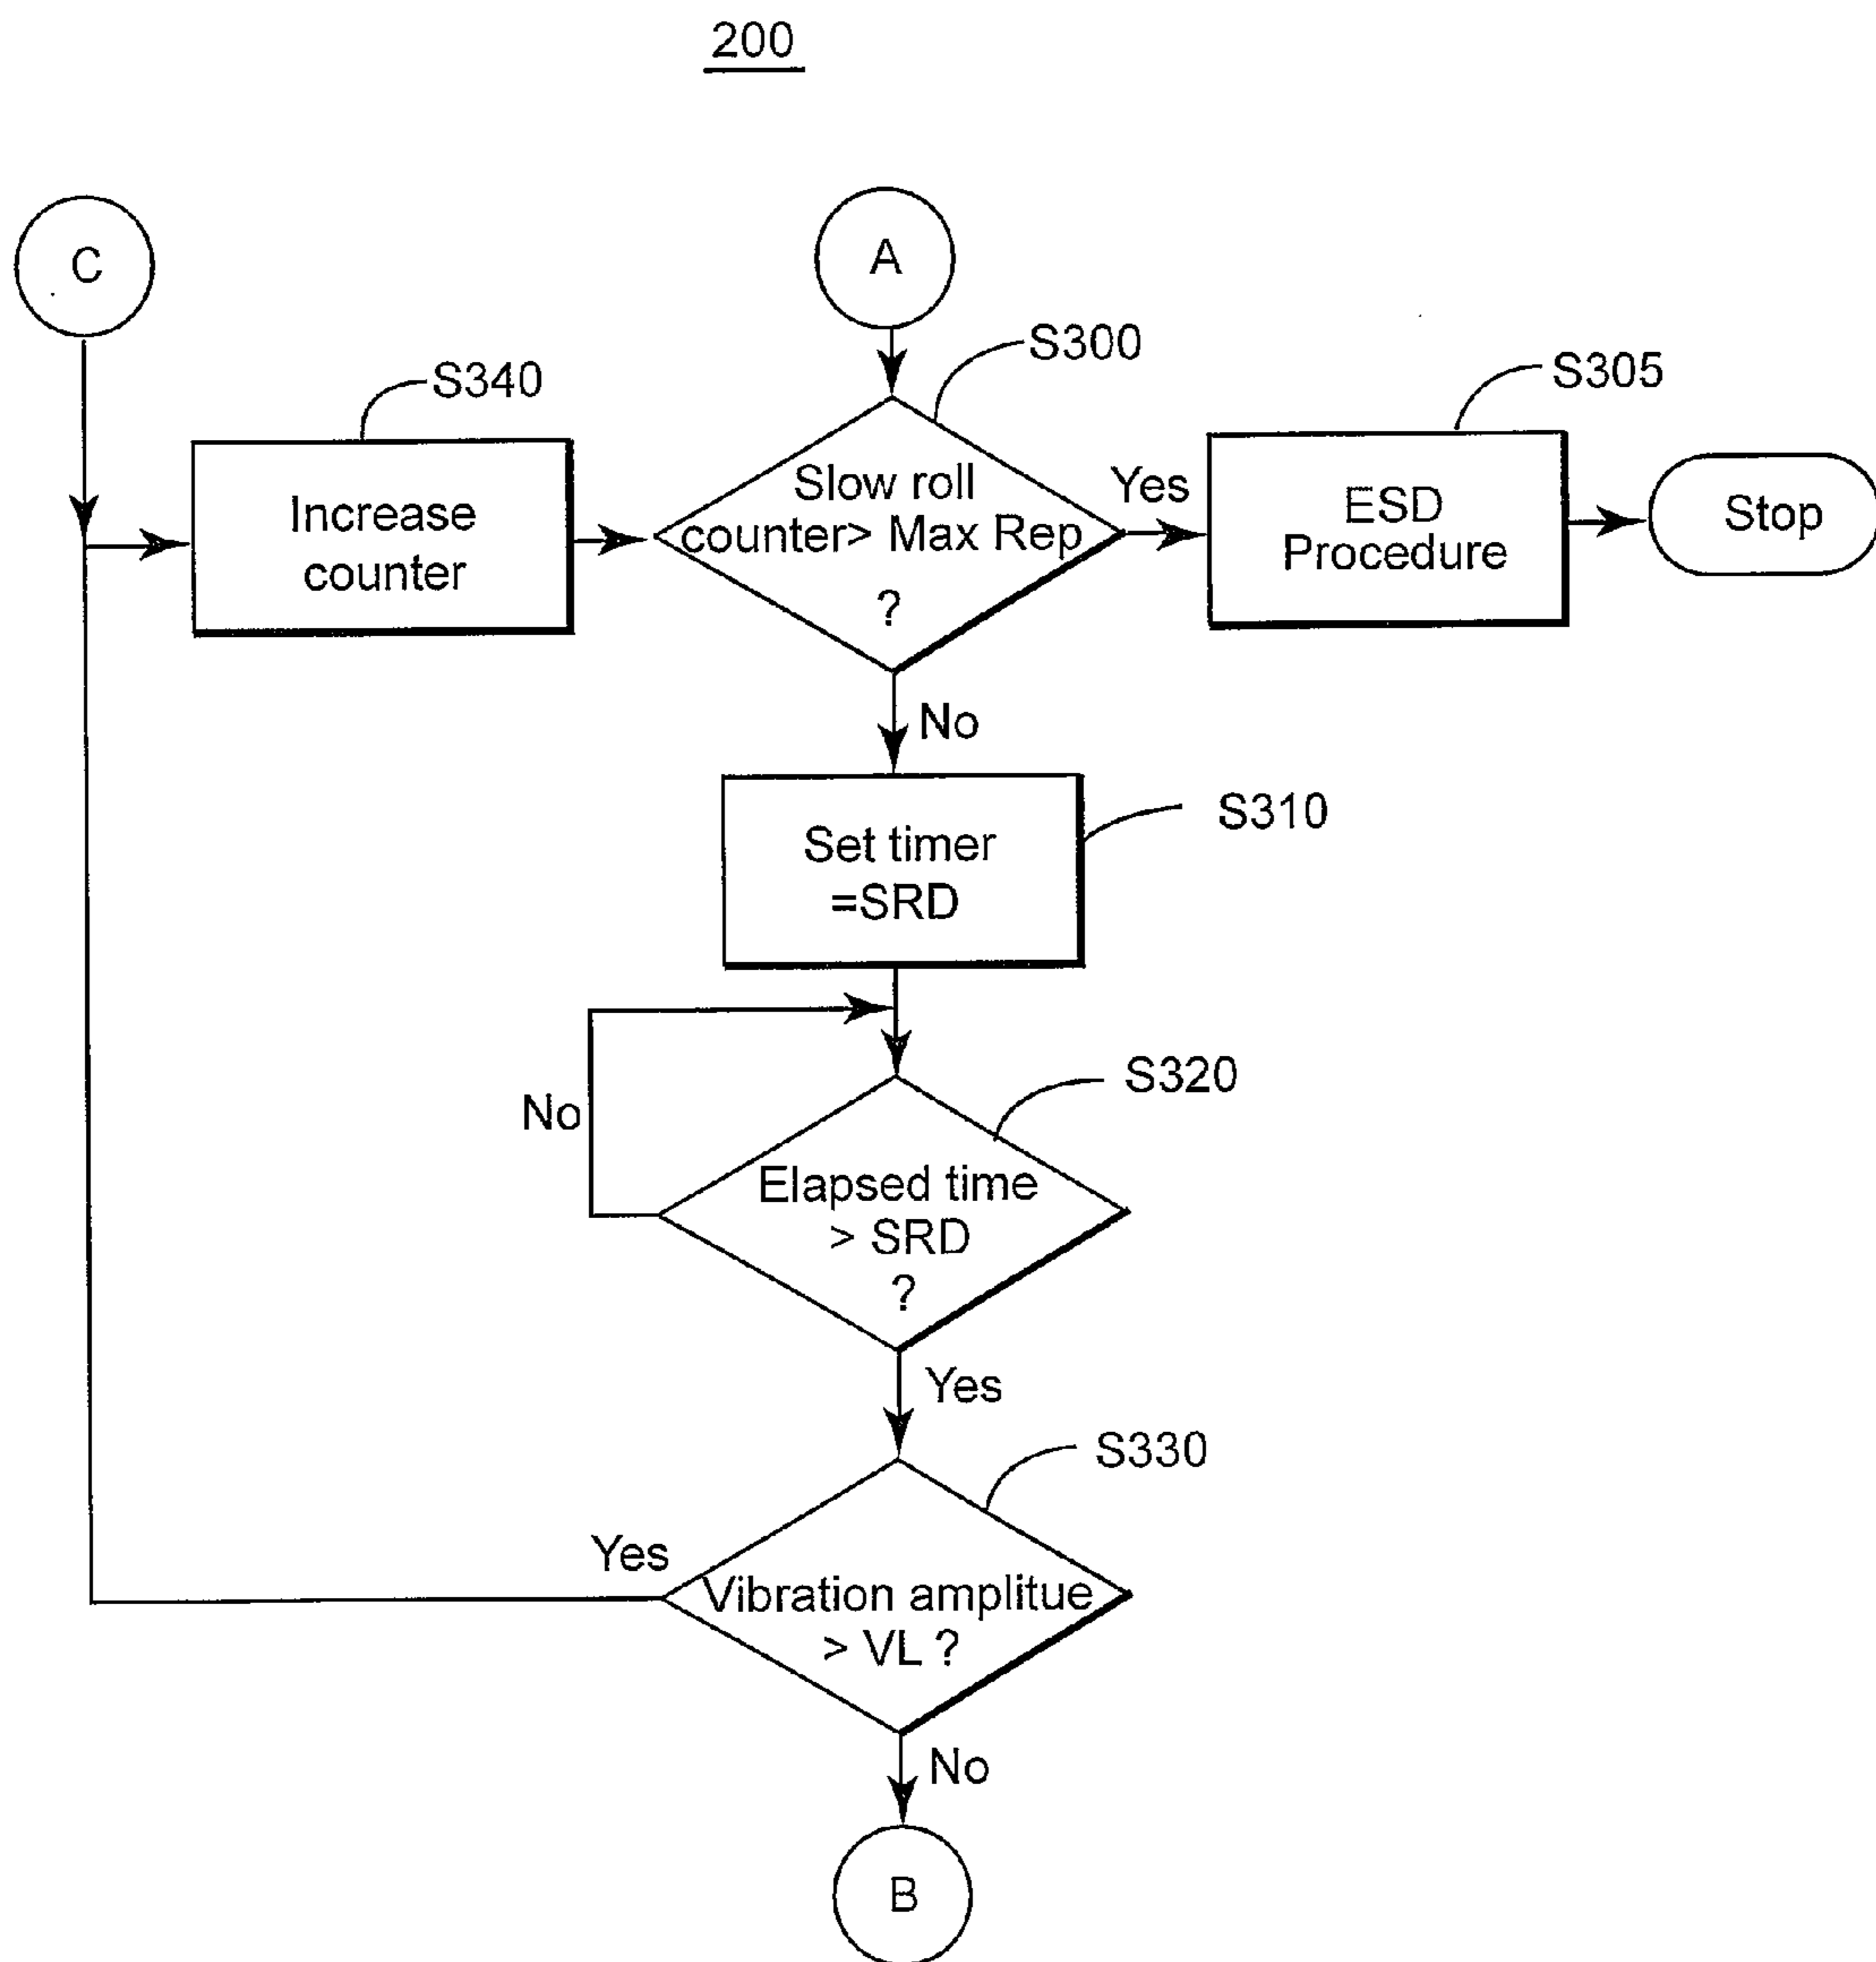 200
C
A
S300
S340
S305
Increase
counter
Slow roll
counter> Max Rep
?
Yes
ESD
Procedure
Stop
No
Set timer
=SRD
S310
No
S320
Elapsed time
> SRD
?
Yes
S330
Yes
Vibration amplitue
> VL ?
No
B